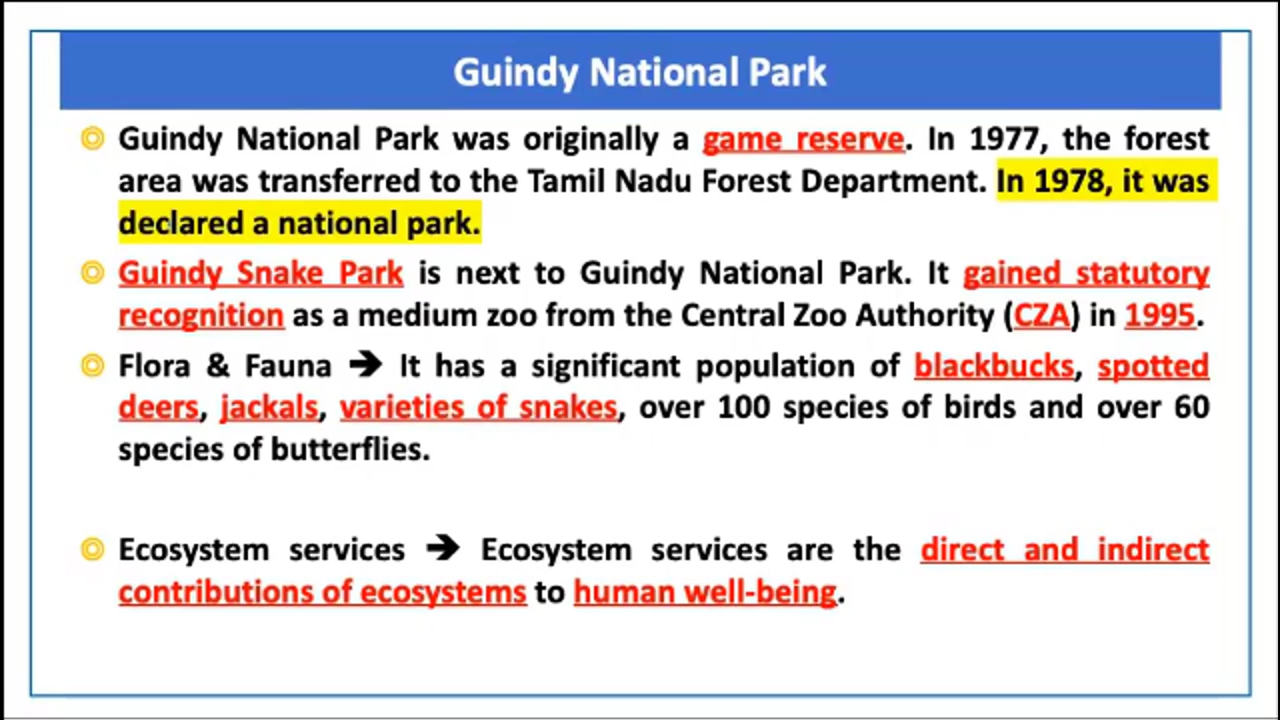 Guindy National Park
Guindy National Park was originally a game reserve. In 1977, the forest
area was transferred to the Tamil Nadu Forest Department. In 1978, it was
declared a national park.
Guindy Snake Park is next to Guindy National Park. It gained statutory
recognition as a medium zoo from the Central Zoo Authority (CZA) in 1995.
Flora & Fauna ➔ It has a significant population of blackbucks, spotted
deers, jackals, varieties of snakes, over 100 species of birds and over 60
species of butterflies.
Ecosystem services ➔ Ecosystem services are the direct and indirect
contributions of ecosystems to human well-being.